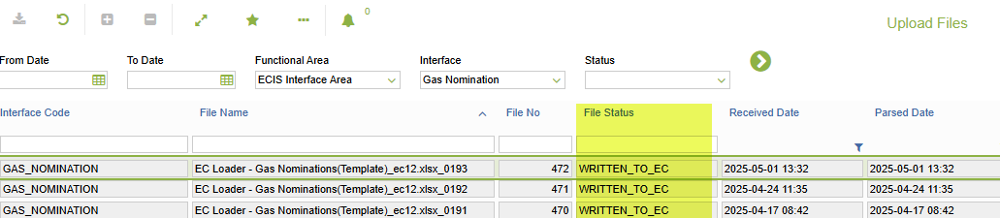 0
Upload Files
From Date To Date Functional Area Interface Status
ECIS Interface Area Gas Nomination
Interface Code File Name File No File Status Received Date Parsed Date
GAS_NOMINATION EC Loader - Gas Nominations(Template)_ec12.xlsx_0193 472 WRITTEN_TO_EC 2025-05-01 13:32 2025-05-01 13:32
GAS_NOMINATION EC Loader - Gas Nominations(Template)_ec12.xlsx_0192 471 WRITTEN_TO_EC 2025-04-24 11:35 2025-04-24 11:35
GAS_NOMINATION EC Loader - Gas Nominations(Template)_ec12.xlsx_0191 470 WRITTEN_TO_EC 2025-04-17 08:42 2025-04-17 08:42